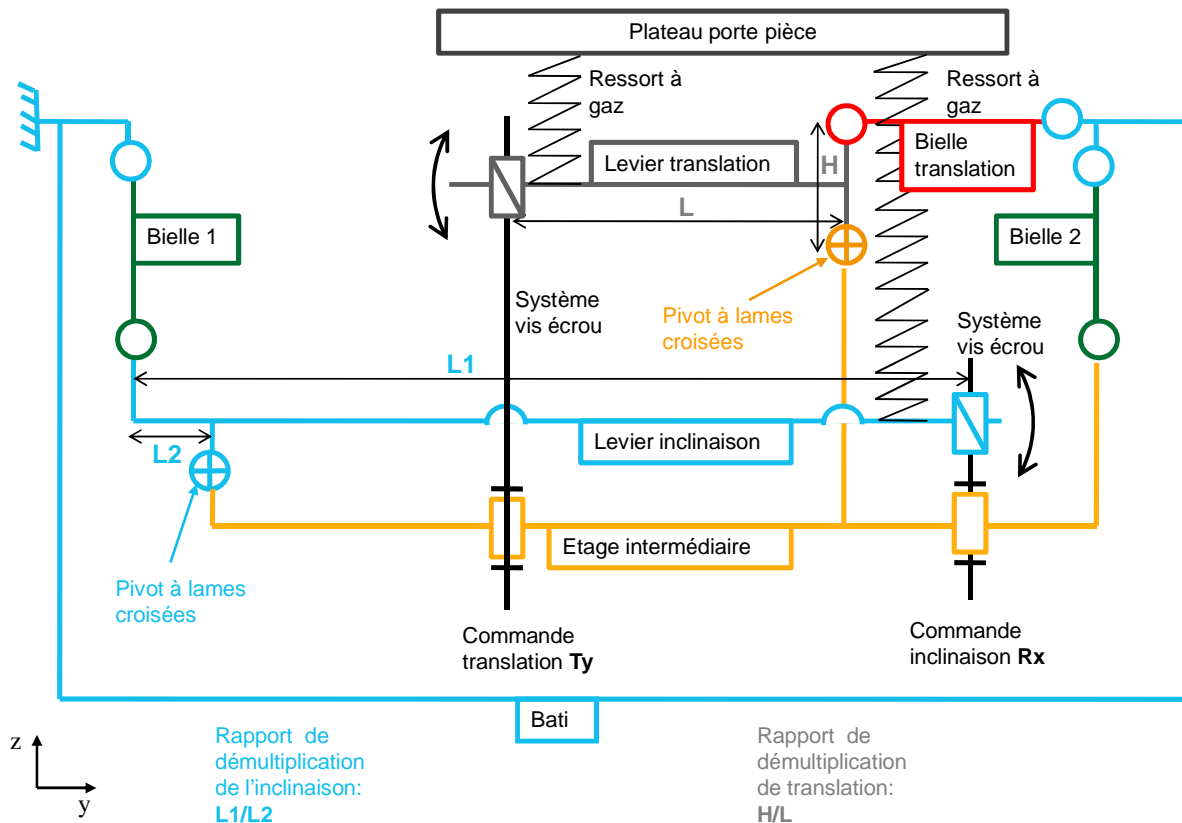 Plateau porte pièce
Ressort à
gaz
Ressort à
gaz
Levier translation
H
Bielle
translation
L
Bielle 1
Bielle 2
Système
vis écrou
Pivot à lames
croisées
Système
vis écrou
L1
Levier inclinaison
L2
Etage intermédiaire
Pivot à lames
croisées
Commande
translation Ty
Commande
inclinaison Rx
Bati
z
y
Rapport de
démultiplication
de l'inclinaison:
L1/L2
Rapport de
démultiplication
de translation:
H/L